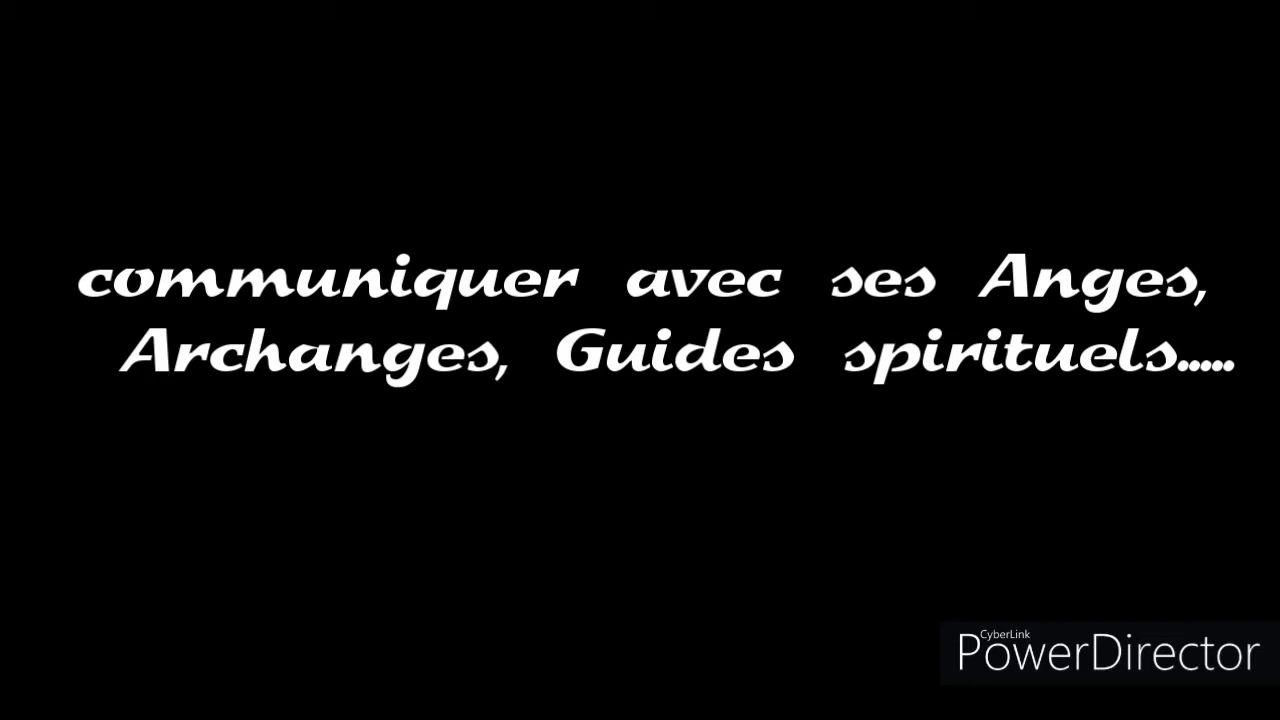 communiquer avec ses Anges,
Archanges, Guides spirituels.....
CyberLink
PowerDirector